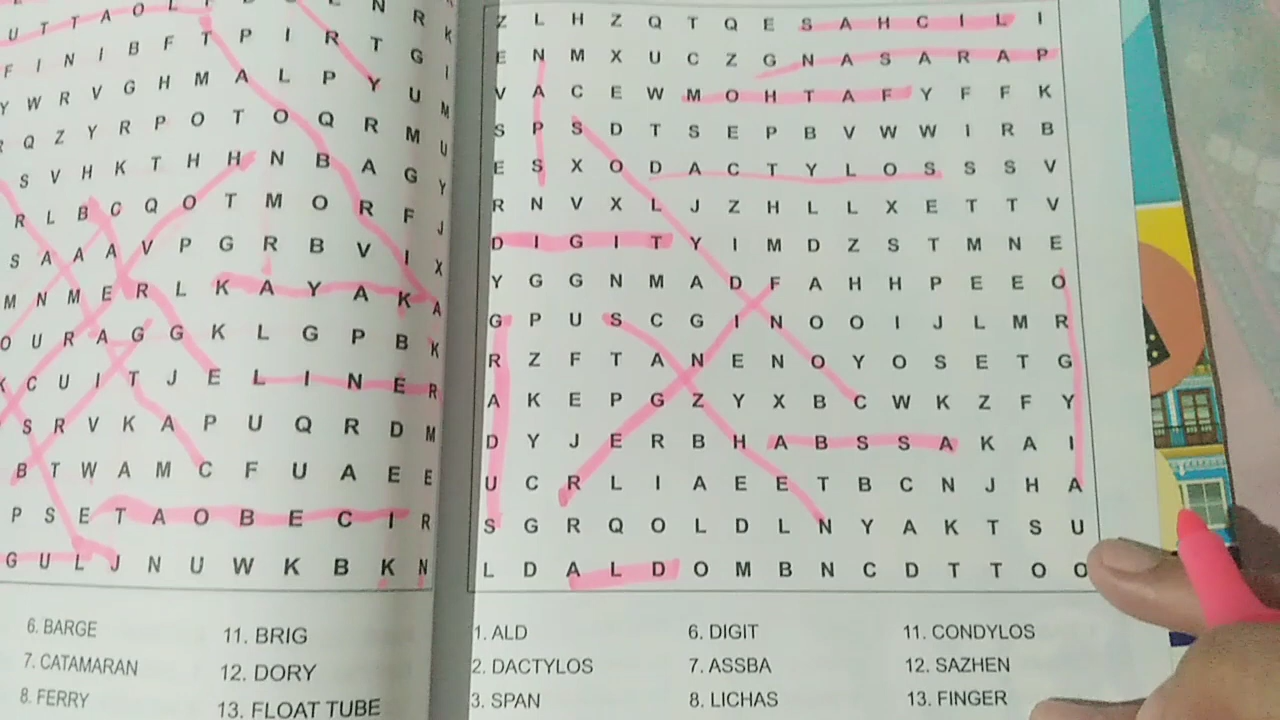 U T T A O L
F I N I B F T P I R T G
Y W R V G H M A L P Y U
Q Z Y R P O T O Q R M
S V H K T H H N B A G
R L B C Q O T M O R F
S A A A V P G R B V I X
M N M E R L K A Y A K A
O U R A G G K L G P B K
K C U I T J E L I N E R
S R V K A P U Q R D M
B T W A M C F U A E E
P S E T A O B E C I R
G U L J N U W K B K N
6. BARGE 11. BRIG
7. CATAMARAN 12. DORY
8. FERRY 13. FLOAT TUBE
Z L H Z Q T Q E S A H C I L I
E N M X U C Z G N A S A R A P
V A C E W M O H T A F Y F F K
S P S D T S E P B V W W I R B
E S X O D A C T Y L O S S S V
R N V X L J Z H L L X E T T V
D I G I T Y I M D Z S T M N E
Y G G N M A D F A H H P E E O
G P U S C G I N O O I J L M R
R Z F T A N E N O Y O S E T G
A K E P G Z Y X B C W K Z F Y
D Y J E R B H A B S S A K A I
U C R L I A E E T B C N J H A
S G R Q O L D L N Y A K T S U
L D A L D O M B N C D T T O O
1. ALD 6. DIGIT 11. CONDYLOS
2. DACTYLOS 7. ASSBA 12. SAZHEN
3. SPAN 8. LICHAS 13. FINGER